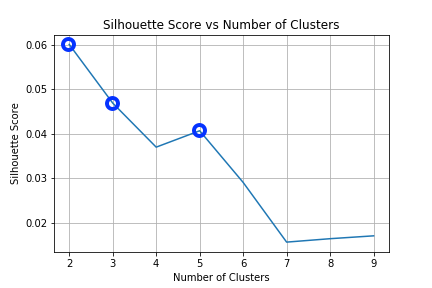 Silhouette Score vs Number of Clusters
Silhouette Score
0.06
0.05
0.04
0.03
0.02
2 3 4 5 6 7 8 9
Number of Clusters